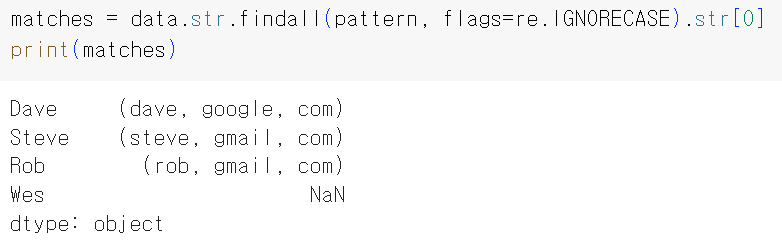 matches = data.str.findall(pattern, flags=re.IGNORECASE).str[0]
print(matches)
Dave     (dave, google, com)
Steve    (steve, gmail, com)
Rob        (rob, gmail, com)
Wes                      NaN
dtype: object